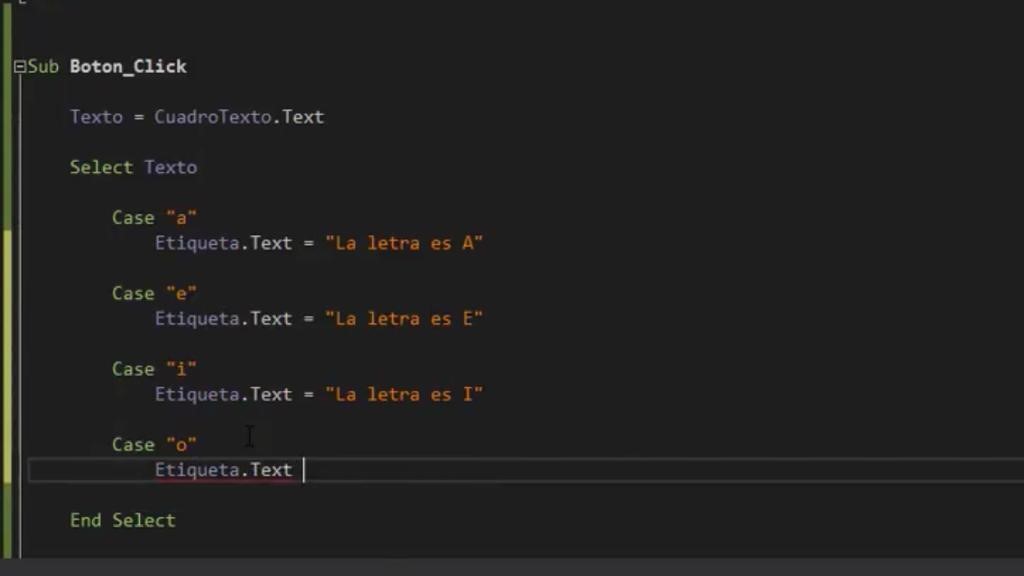 Sub Boton_Click
Texto = CuadroTexto.Text
Select Texto
Case "a"
Etiqueta.Text = "La letra es A"
Case "e"
Etiqueta.Text = "La letra es E"
Case "i"
Etiqueta.Text = "La letra es I"
Case "o"
Etiqueta.Text
End Select